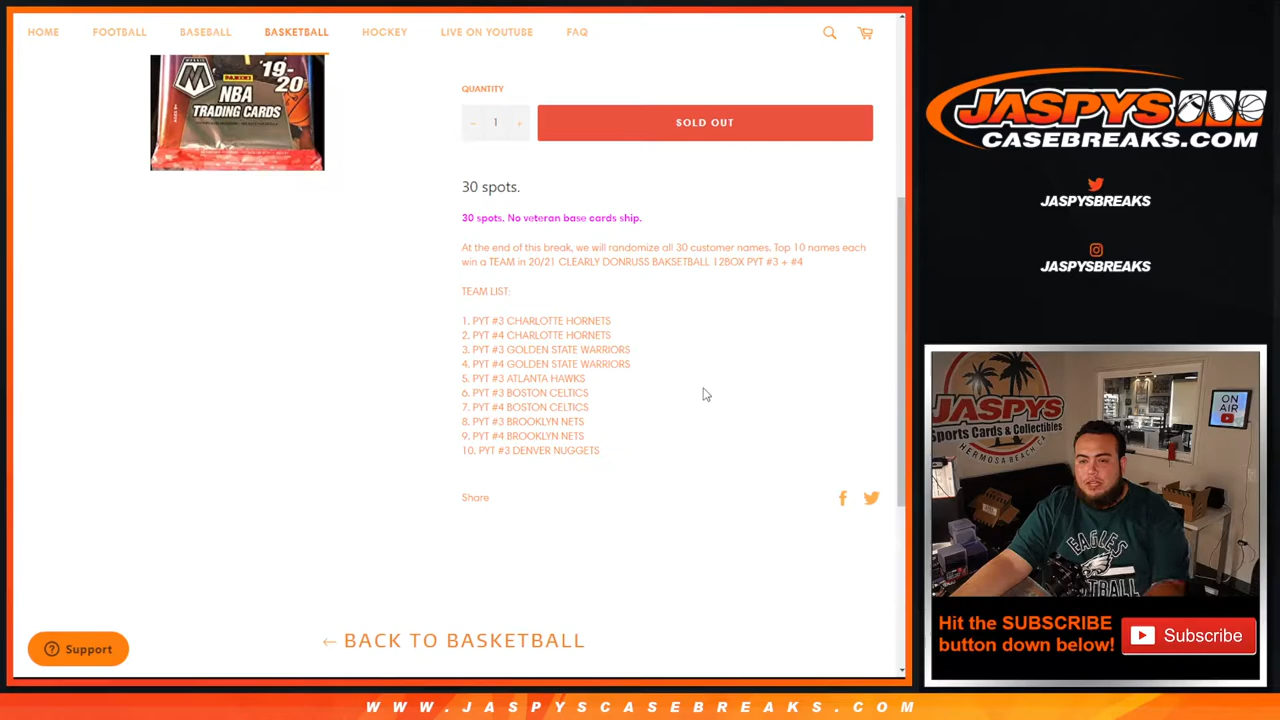 HOME FOOTBALL BASEBALL BASKETBALL HOCKEY LIVE ON YOUTUBE FAQ
MOSAIC
PANINI
19-20
NBA
TRADING CARDS
QUANTITY
− 1 +
SOLD OUT
30 spots.
30 spots. No veteran base cards ship.
At the end of this break, we will randomize all 30 customer names. Top 10 names each
win a TEAM in 20/21 CLEARLY DONRUSS BAKSETBALL 12BOX PYT #3 + #4
TEAM LIST:
1. PYT #3 CHARLOTTE HORNETS
2. PYT #4 CHARLOTTE HORNETS
3. PYT #3 GOLDEN STATE WARRIORS
4. PYT #4 GOLDEN STATE WARRIORS
5. PYT #3 ATLANTA HAWKS
6. PYT #3 BOSTON CELTICS
7. PYT #4 BOSTON CELTICS
8. PYT #3 BROOKLYN NETS
9. PYT #4 BROOKLYN NETS
10. PYT #3 DENVER NUGGETS
Share
← BACK TO BASKETBALL
Support
JASPYS
CASEBREAKS.COM
JASPYSBREAKS
JASPYSBREAKS
JASPYS
Sports Cards & Collectibles
HERMOSA BEACH, CA
ON AIR
EAGLES
Hit the SUBSCRIBE
button down below!
Subscribe
WWW.JASPYSCASEBREAKS.COM